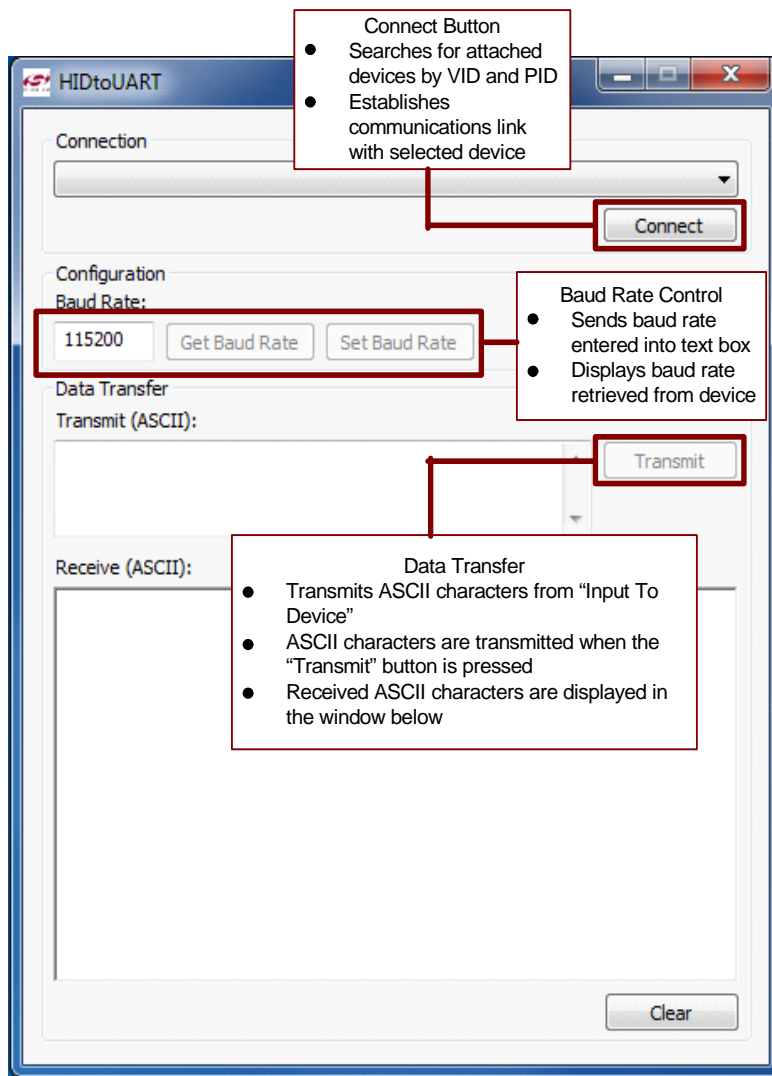 Connect Button
● Searches for attached
devices by VID and PID
● Establishes
communications link
with selected device
HIDtoUART
X
Connection
Connect
Configuration
Baud Rate:
115200
Get Baud Rate
Set Baud Rate
Baud Rate Control
● Sends baud rate
entered into text box
● Displays baud rate
retrieved from device
Data Transfer
Transmit (ASCII):
Transmit
Data Transfer
● Transmits ASCII characters from “Input To
Device”
● ASCII characters are transmitted when the
“Transmit” button is pressed
● Received ASCII characters are displayed in
the window below
Receive (ASCII):
Clear